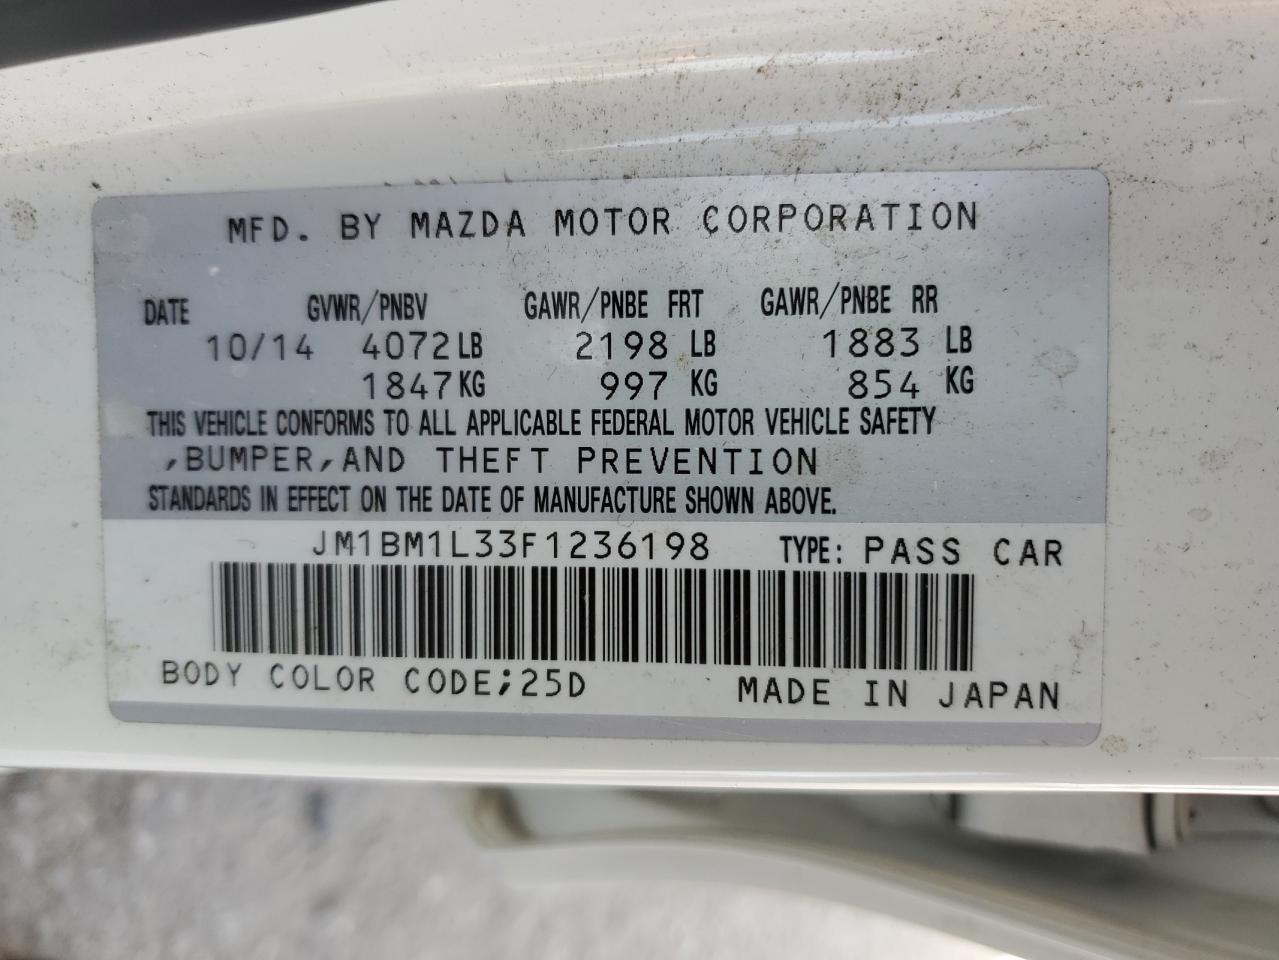 MFD. BY MAZDA MOTOR CORPORATION
DATE GVWR/PNBV GAWR/PNBE FRT GAWR/PNBE RR
10/14 4072 LB 2198 LB 1883 LB
1847 KG 997 KG 854 KG
THIS VEHICLE CONFORMS TO ALL APPLICABLE FEDERAL MOTOR VEHICLE SAFETY
,BUMPER,AND THEFT PREVENTION
STANDARDS IN EFFECT ON THE DATE OF MANUFACTURE SHOWN ABOVE.
JM1BM1L33F1236198 TYPE: PASS CAR
BODY COLOR CODE;25D MADE IN JAPAN